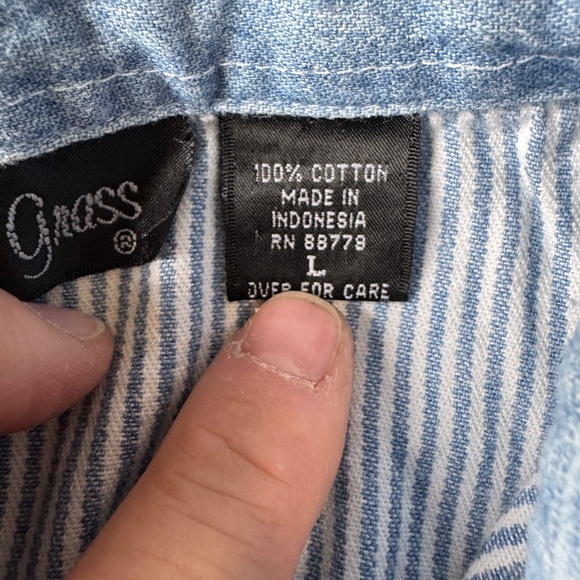 grass
®
100% COTTON
MADE IN
INDONESIA
RN 88779
L
OVER FOR CARE